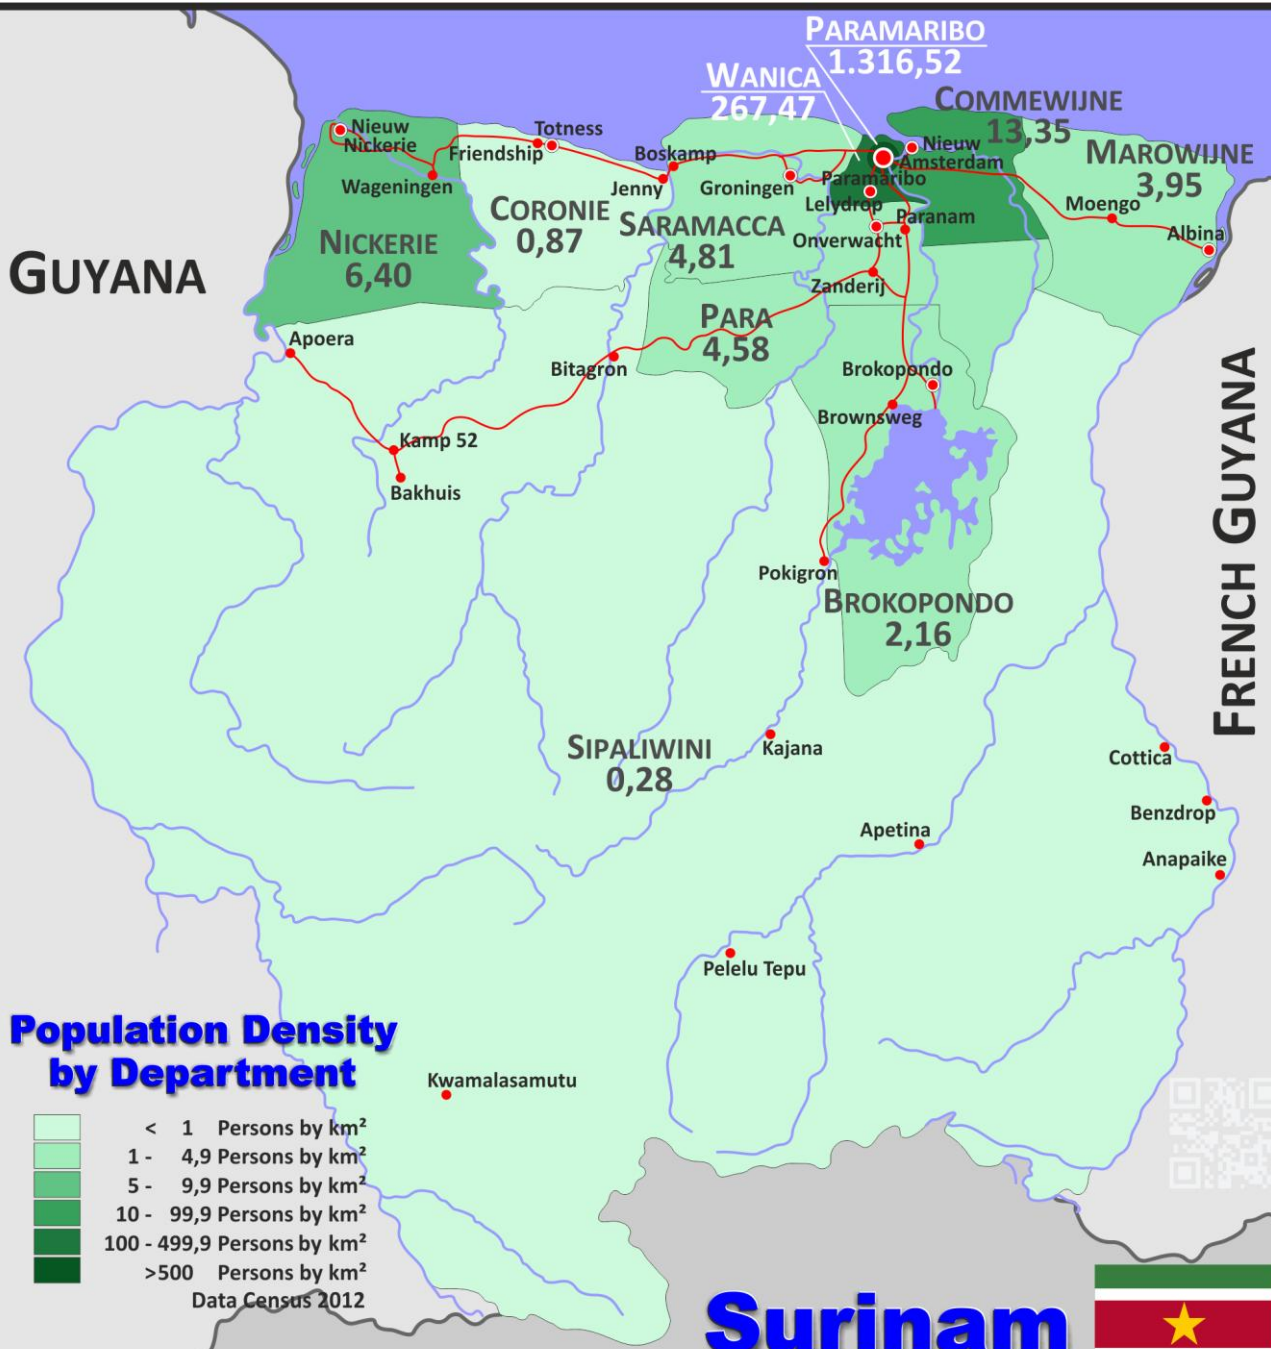 PARAMARIBO
1.316,52
WANICA
267,47
COMMEWIJNE
13,35
MAROWIJNE
3,95
Nieuw
Nickerie
Wageningen
Totness
Friendship
Boskamp
Jenny
Groningen
Nieuw
Amsterdam
Paramaribo
Lelydrop
Paranam
Onverwacht
Zanderij
Moengo
Albina
NICKERIE
6,40
CORONIE
0,87
SARAMACCA
4,81
PARA
4,58
GUYANA
FRENCH GUYANA
Apoera
Bitagron
Brokopondo
Brownsweg
Kamp 52
Bakhuis
Pokigron
BROKOPONDO
2,16
SIPALIWINI
0,28
Kajana
Cottica
Benzdrop
Apetina
Anapaike
Pelelu Tepu
Kwamalasamutu
Population Density
by Department
< 1 Persons by km²
1 - 4,9 Persons by km²
5 - 9,9 Persons by km²
10 - 99,9 Persons by km²
100 - 499,9 Persons by km²
>500 Persons by km²
Data Census 2012
Surinam